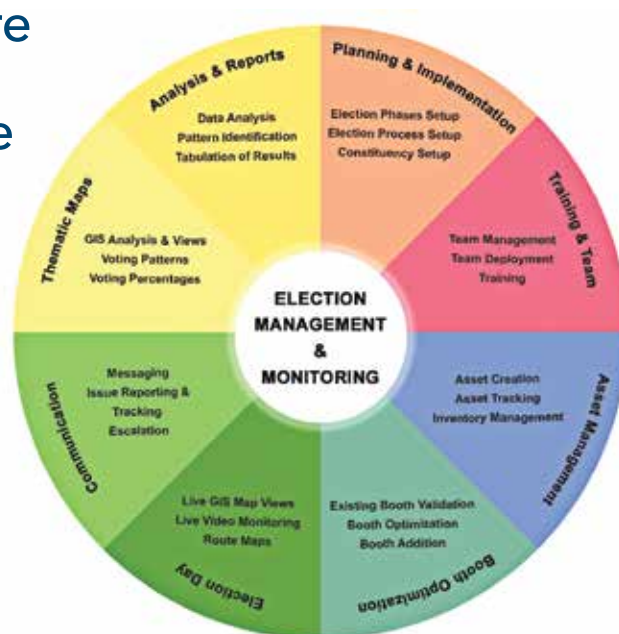 re
e
ELECTION
MANAGEMENT
&
MONITORING
Planning & Implementation
Election Phases Setup
Election Process Setup
Constituency Setup
Training & Team
Team Management
Team Deployment
Training
Asset Management
Asset Creation
Asset Tracking
Inventory Management
Booth Optimization
Existing Booth Validation
Booth Optimitation
Booth Addition
Election Day
Live GIS Map Views
Live Video Monitoring
Route Maps
Communication
Messaging
Issue Reporting &
Tracking
Escalation
Thematic Maps
GIS Analysis & Views
Voting Patterns
Voting Percentages
Analysis & Reports
Data Analysis
Pattern Identification
Tabulation of Results